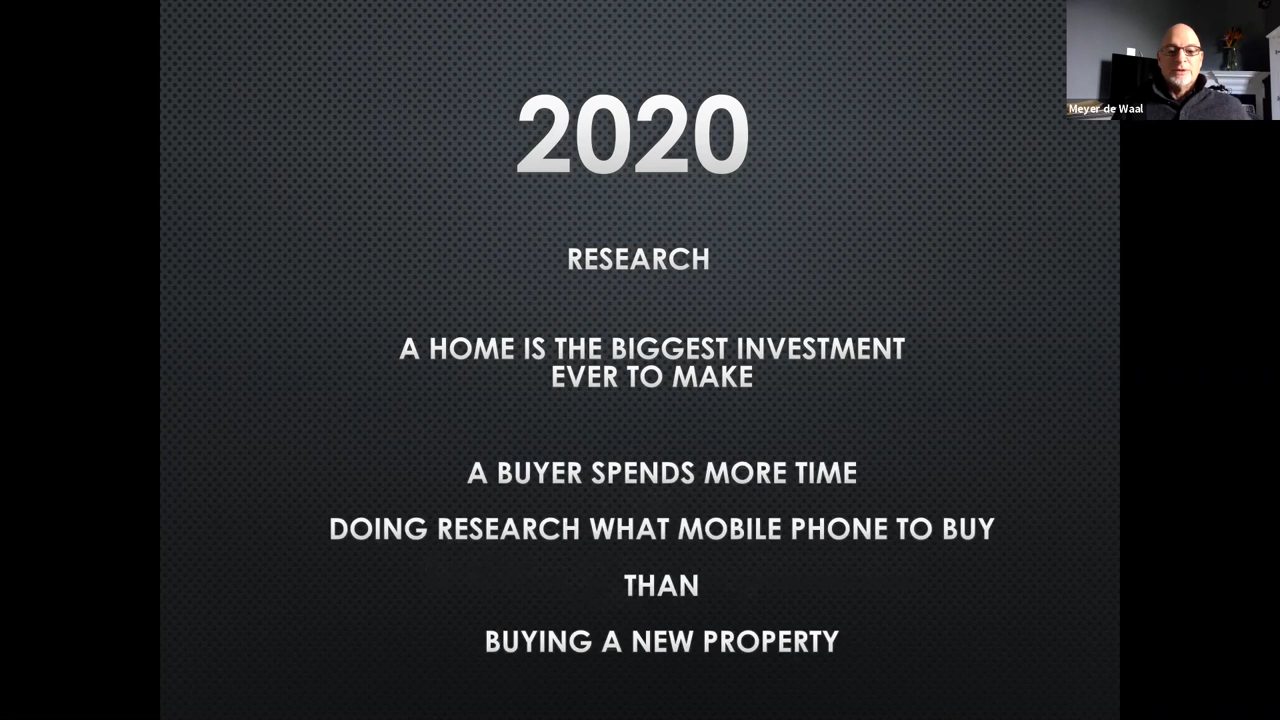 2020
RESEARCH
A HOME IS THE BIGGEST INVESTMENT
EVER TO MAKE
A BUYER SPENDS MORE TIME
DOING RESEARCH WHAT MOBILE PHONE TO BUY
THAN
BUYING A NEW PROPERTY
Meyer de Waal